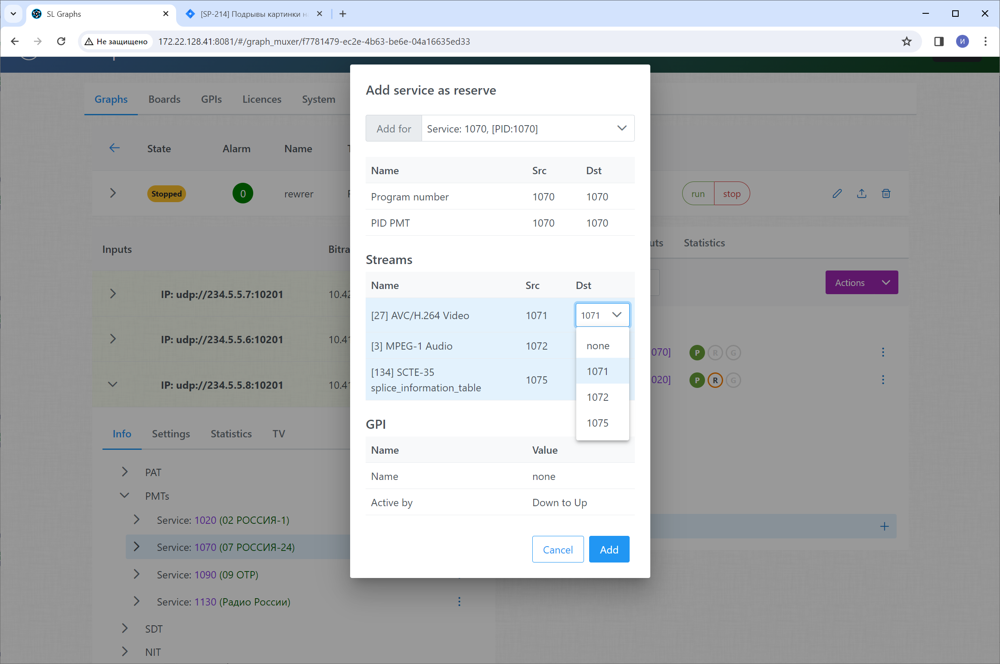 SL Graphs
[SP-214] Подрывы картинки н
Не защищено
172.22.128.41:8081/#/graph_muxer/f7781479-ec2e-4b63-be6e-04a16635ed33
И
Graphs
Boards
GPIs
Licences
System
State
Alarm
Name
Stopped
0
rewrer
run
stop
Inputs
Bitra
uts
Statistics
Actions
IP: udp://234.5.5.7:10201
10.42
IP: udp://234.5.5.6:10201
10.41
IP: udp://234.5.5.8:10201
10.41
070]
P
R
G
020]
P
R
G
Info
Settings
Statistics
TV
PAT
PMTs
Service: 1020 (02 РОССИЯ-1)
Service: 1070 (07 РОССИЯ-24)
Service: 1090 (09 ОТР)
Service: 1130 (Радио России)
SDT
NIT
Add service as reserve
Add for
Service: 1070, [PID:1070]
Name Src Dst
Program number 1070 1070
PID PMT 1070 1070
Streams
Name Src Dst
[27] AVC/H.264 Video 1071 1071
[3] MPEG-1 Audio 1072
[134] SCTE-35
splice_information_table 1075
none
1071
1072
1075
GPI
Name Value
Name none
Active by Down to Up
Cancel
Add